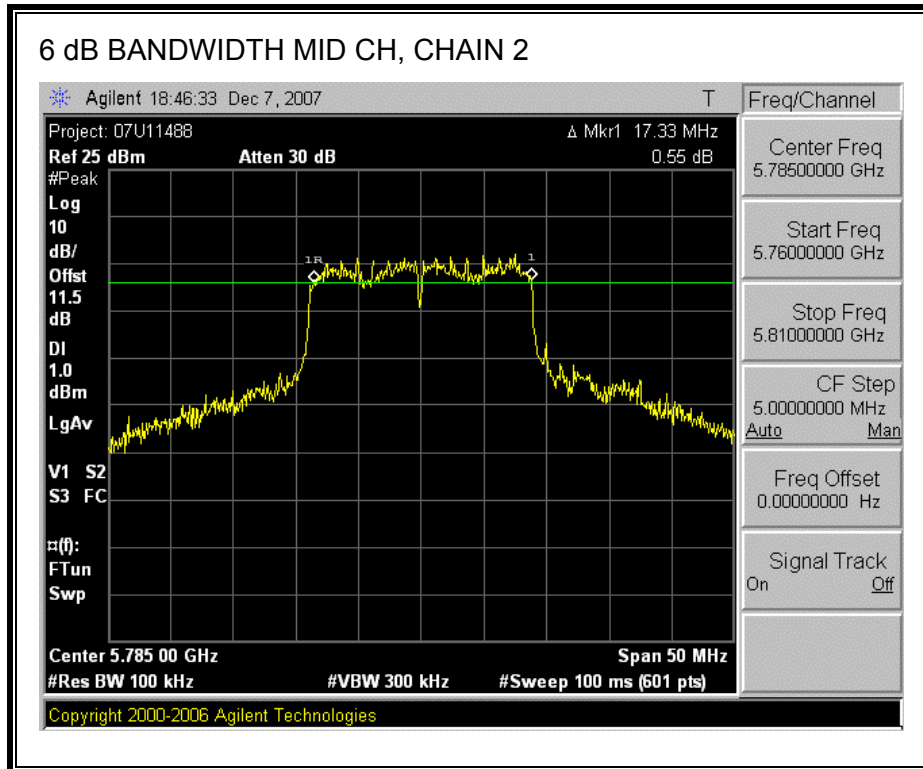 6 dB BANDWIDTH MID CH, CHAIN 2
Agilent 18:46:33 Dec 7, 2007 T
Freq/Channel
Project: 07U11488
Δ Mkr1 17.33 MHz
Ref 25 dBm Atten 30 dB 0.55 dB
#Peak
Log
10
dB/
Offst
11.5
dB
DI
1.0
dBm
LgAv
V1 S2
S3 FC
¤(f):
FTun
Swp
1R
1
Center 5.785 00 GHz Span 50 MHz
#Res BW 100 kHz #VBW 300 kHz #Sweep 100 ms (601 pts)
Center Freq
5.78500000 GHz
Start Freq
5.76000000 GHz
Stop Freq
5.81000000 GHz
CF Step
5.00000000 MHz
Auto Man
Freq Offset
0.00000000 Hz
Signal Track
On Off
Copyright 2000-2006 Agilent Technologies